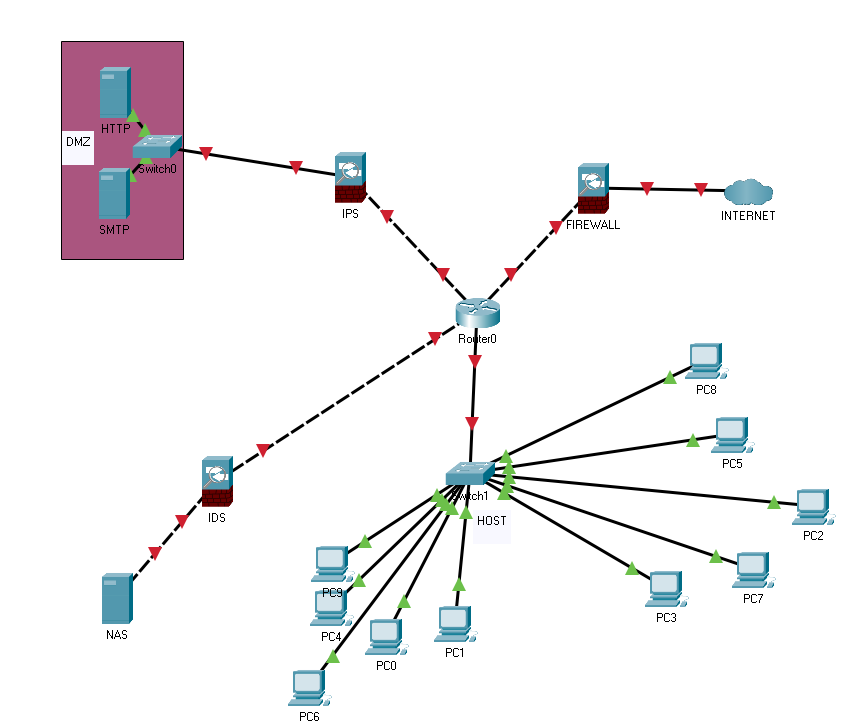 HTTP
DMZ
Switch0
SMTP
IPS
FIREWALL
INTERNET
Router0
PC8
PC5
Switch1
HOST
IDS
PC2
PC9
PC7
PC3
NAS
PC4
PC0
PC1
PC6